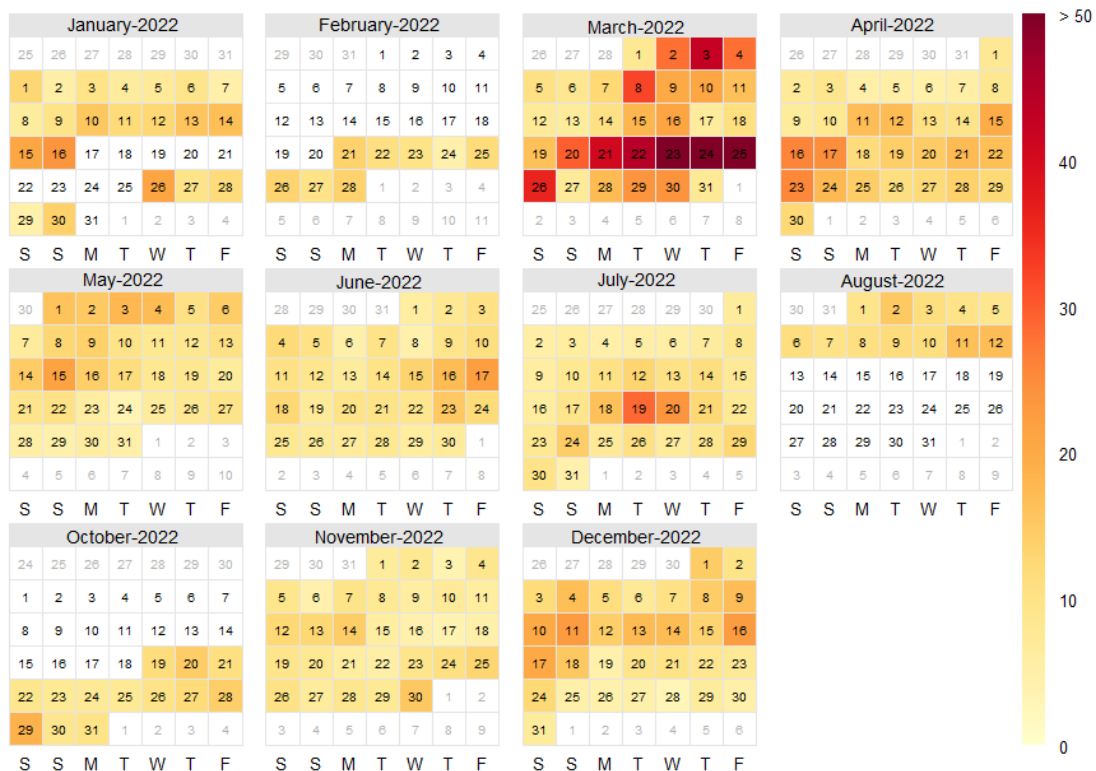 January-2022
25 26 27 28 29 30 31
1 2 3 4 5 6 7
8 9 10 11 12 13 14
15 16 17 18 19 20 21
22 23 24 25 26 27 28
29 30 31 1 2 3 4
S S M T W T F
February-2022
29 30 31 1 2 3 4
5 6 7 8 9 10 11
12 13 14 15 16 17 18
19 20 21 22 23 24 25
26 27 28 1 2 3 4
5 6 7 8 9 10 11
S S M T W T F
March-2022
26 27 28 1 2 3 4
5 6 7 8 9 10 11
12 13 14 15 16 17 18
19 20 21 22 23 24 25
26 27 28 29 30 31 1
2 3 4 5 6 7 8
S S M T W T F
April-2022
26 27 28 29 30 31 1
2 3 4 5 6 7 8
9 10 11 12 13 14 15
16 17 18 19 20 21 22
23 24 25 26 27 28 29
30 1 2 3 4 5 6
S S M T W T F
May-2022
30 1 2 3 4 5 6
7 8 9 10 11 12 13
14 15 16 17 18 19 20
21 22 23 24 25 26 27
28 29 30 31 1 2 3
4 5 6 7 8 9 10
S S M T W T F
June-2022
28 29 30 31 1 2 3
4 5 6 7 8 9 10
11 12 13 14 15 16 17
18 19 20 21 22 23 24
25 26 27 28 29 30 1
2 3 4 5 6 7 8
S S M T W T F
July-2022
25 26 27 28 29 30 1
2 3 4 5 6 7 8
9 10 11 12 13 14 15
16 17 18 19 20 21 22
23 24 25 26 27 28 29
30 31 1 2 3 4 5
S S M T W T F
August-2022
30 31 1 2 3 4 5
6 7 8 9 10 11 12
13 14 15 16 17 18 19
20 21 22 23 24 25 26
27 28 29 30 31 1 2
3 4 5 6 7 8 9
S S M T W T F
October-2022
24 25 26 27 28 29 30
1 2 3 4 5 6 7
8 9 10 11 12 13 14
15 16 17 18 19 20 21
22 23 24 25 26 27 28
29 30 31 1 2 3 4
S S M T W T F
November-2022
29 30 31 1 2 3 4
5 6 7 8 9 10 11
12 13 14 15 16 17 18
19 20 21 22 23 24 25
26 27 28 29 30 1 2
3 4 5 6 7 8 9
S S M T W T F
December-2022
26 27 28 29 30 1 2
3 4 5 6 7 8 9
10 11 12 13 14 15 16
17 18 19 20 21 22 23
24 25 26 27 28 29 30
31 1 2 3 4 5 6
S S M T W T F
> 50
40
30
20
10
0